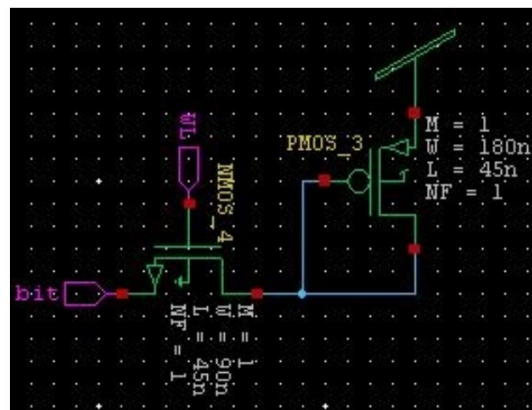 WL
PMOS_3
M = 1
W = 180n
L = 45n
NF = 1
NMOS_4
bit
M = 1
W = 90n
L = 45n
NF = 1